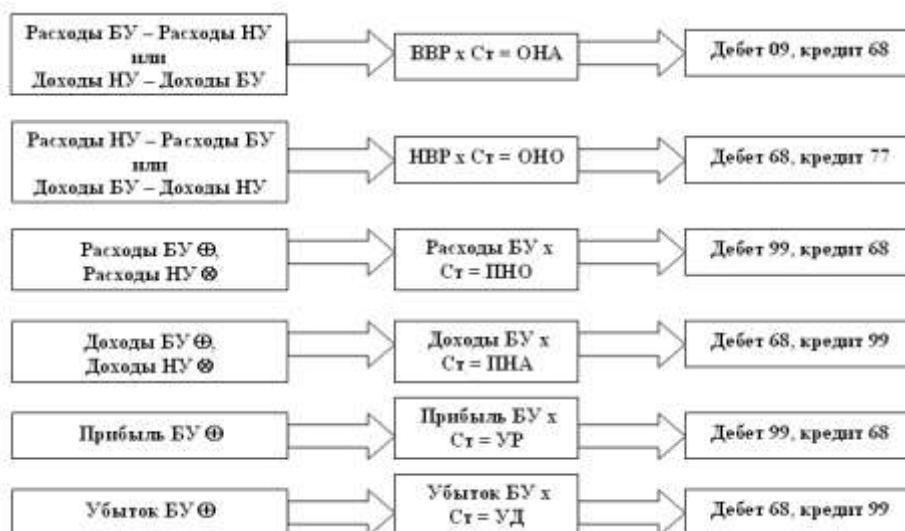 Расходы БУ – Расходы НУ
или
Доходы НУ – Доходы БУ
ВВР х Ст = ОНА
Дебет 09, кредит 68
Расходы НУ – Расходы БУ
или
Доходы БУ – Доходы НУ
НВР х Ст = ОНО
Дебет 68, кредит 77
Расходы БУ ⊕,
Расходы НУ ⊗
Расходы БУ х
Ст = ПНО
Дебет 99, кредит 68
Доходы БУ ⊕,
Доходы НУ ⊗
Доходы БУ х
Ст = ПНА
Дебет 68, кредит 99
Прибыль БУ ⊕
Прибыль БУ х
Ст = УР
Дебет 99, кредит 68
Убыток БУ ⊕
Убыток БУ х
Ст = УД
Дебет 68, кредит 99